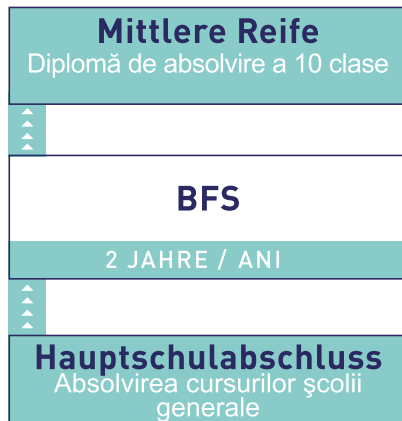 Mittlere Reife
Diplomă de absolvire a 10 clase
BFS
2 JAHRE / ANI
Hauptschulabschluss
Absolvirea cursurilor şcolii
generale